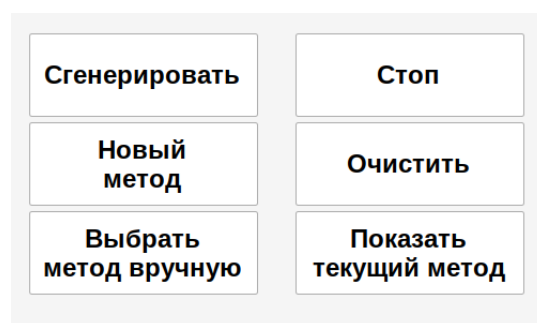 Сгенерировать
Стоп
Новый
метод
Очистить
Выбрать
метод вручную
Показать
текущий метод